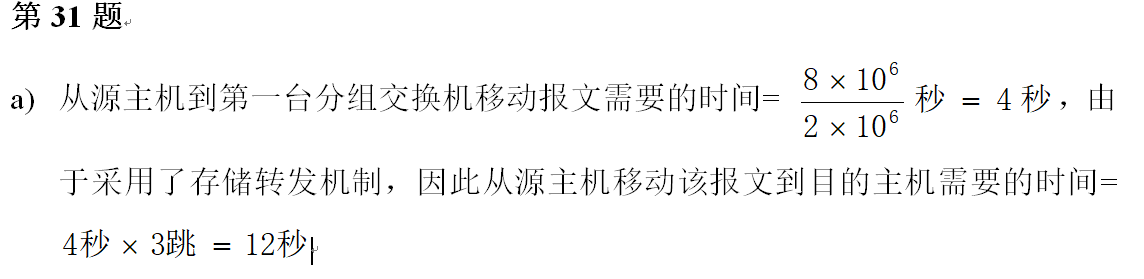 第 31 题
a) 从源主机到第一台分组交换机移动报文需要的时间= \frac{8 × 10^6}{2 × 10^6} 秒 = 4 秒，由
于采用了存储转发机制，因此从源主机移动该报文到目的主机需要的时间=
4秒 × 3跳 = 12秒